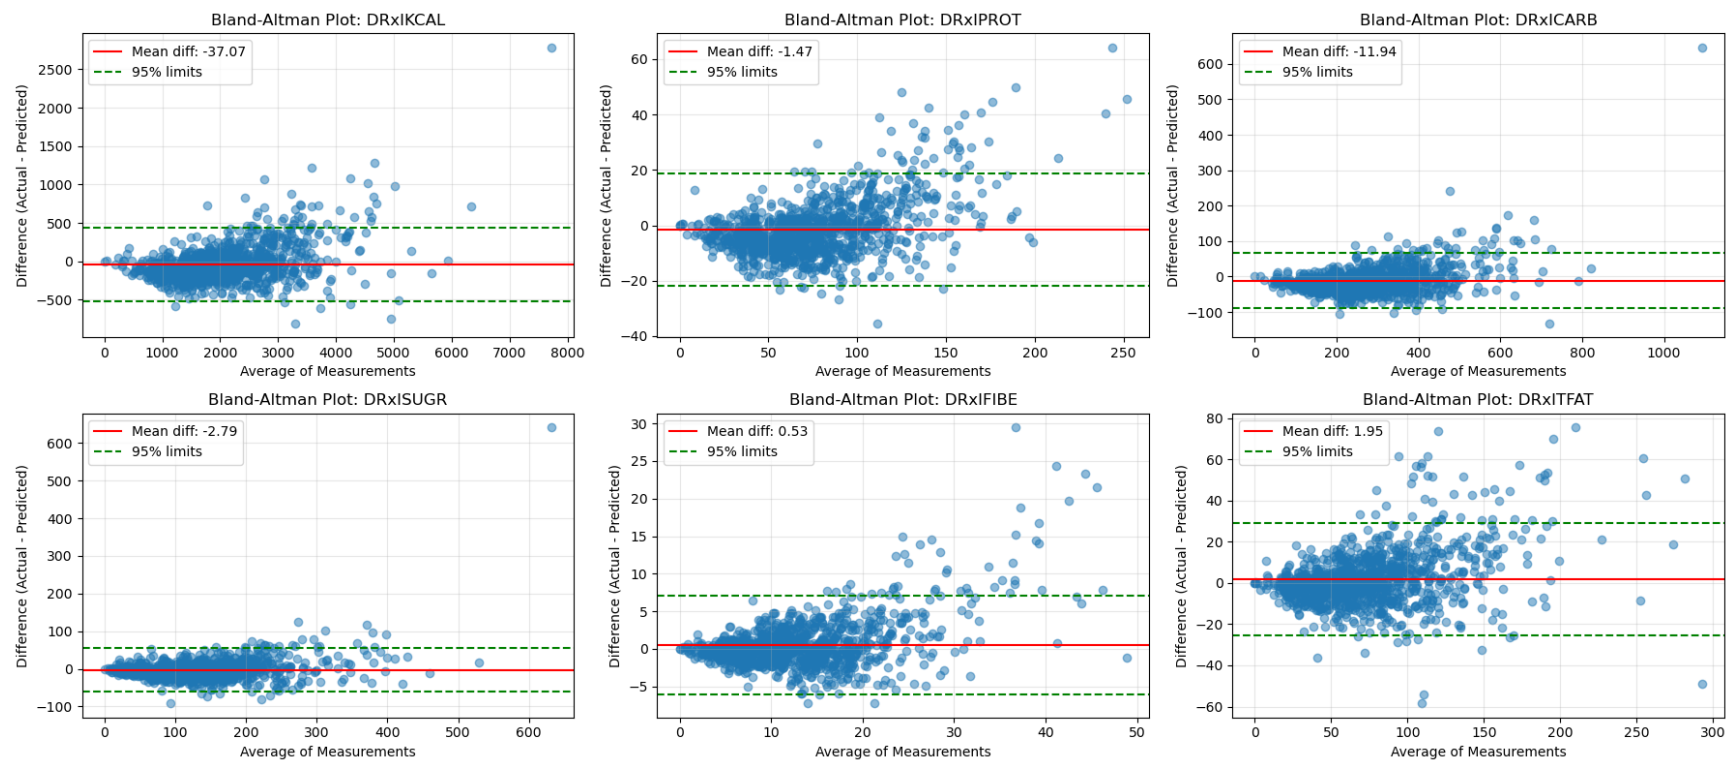 Bland-Altman Plot: DRxIKCAL
Mean diff: -37.07
95% limits
2500
2000
1500
1000
500
0
−500
Difference (Actual - Predicted)
0 1000 2000 3000 4000 5000 6000 7000 8000
Average of Measurements
Bland-Altman Plot: DRxIPROT
Mean diff: -1.47
95% limits
60
40
20
0
−20
−40
Difference (Actual - Predicted)
0 50 100 150 200 250
Average of Measurements
Bland-Altman Plot: DRxICARB
Mean diff: -11.94
95% limits
600
500
400
300
200
100
0
−100
Difference (Actual - Predicted)
0 200 400 600 800 1000
Average of Measurements
Bland-Altman Plot: DRxISUGR
Mean diff: -2.79
95% limits
600
500
400
300
200
100
0
−100
Difference (Actual - Predicted)
0 100 200 300 400 500 600
Average of Measurements
Bland-Altman Plot: DRxIFIBE
Mean diff: 0.53
95% limits
30
25
20
15
10
5
0
−5
Difference (Actual - Predicted)
0 10 20 30 40 50
Average of Measurements
Bland-Altman Plot: DRxITFAT
Mean diff: 1.95
95% limits
80
60
40
20
0
−20
−40
−60
Difference (Actual - Predicted)
0 50 100 150 200 250 300
Average of Measurements